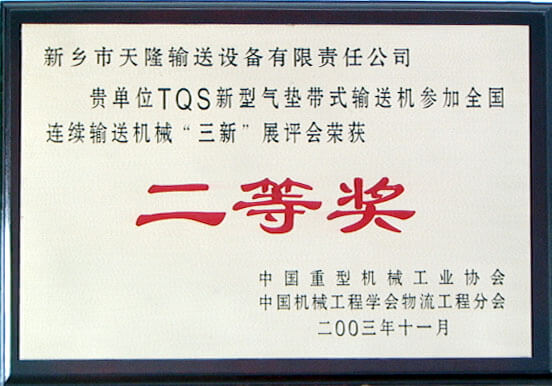 新乡市天隆输送设备有限责任公司
贵单位TQS新型气垫带式输送机参加全国
连续输送机械“三新”展评会荣获
二等奖
中国重型机械工业协会
中国机械工程学会物流工程分会
二00三年十一月